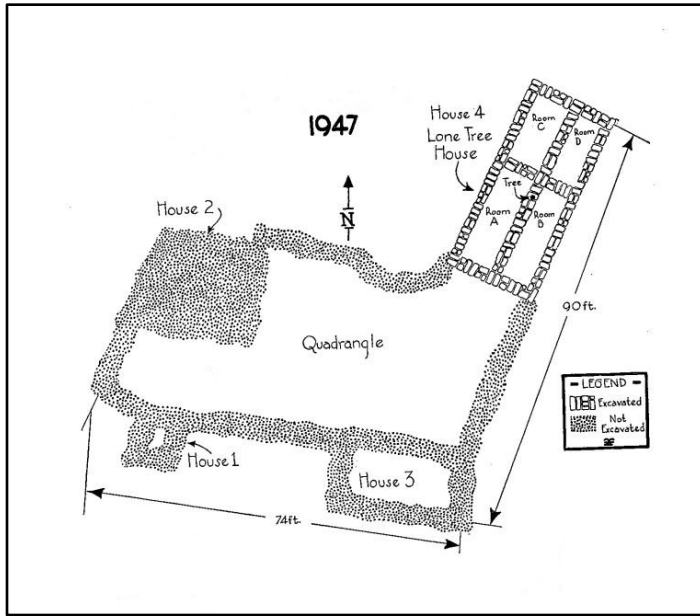 1947
House 4
Lone Tree
House
Room
C
Room
D
Tree
Room
A
Room
B
House 2
N
Quadrangle
90ft.
LEGEND
Excavated
Not
Excavated
House 1
House 3
74ft.